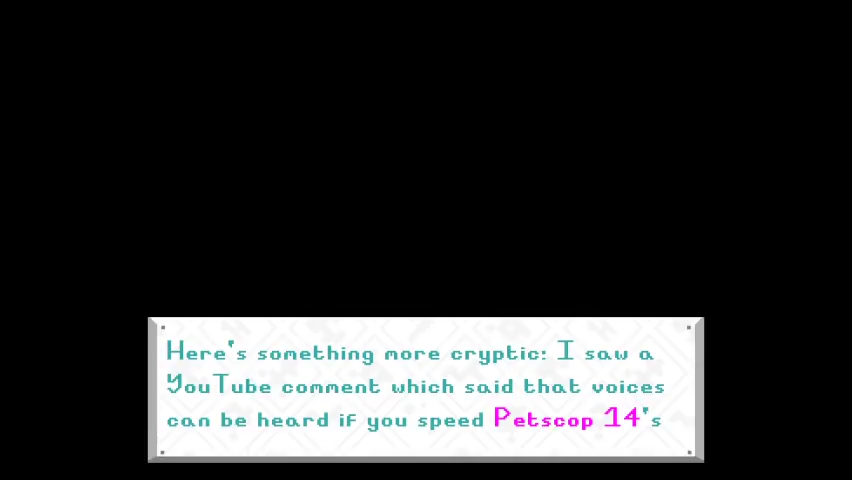 Here's something more cryptic: I saw a
YouTube comment which said that voices
can be heard if you speed Petscop 14's